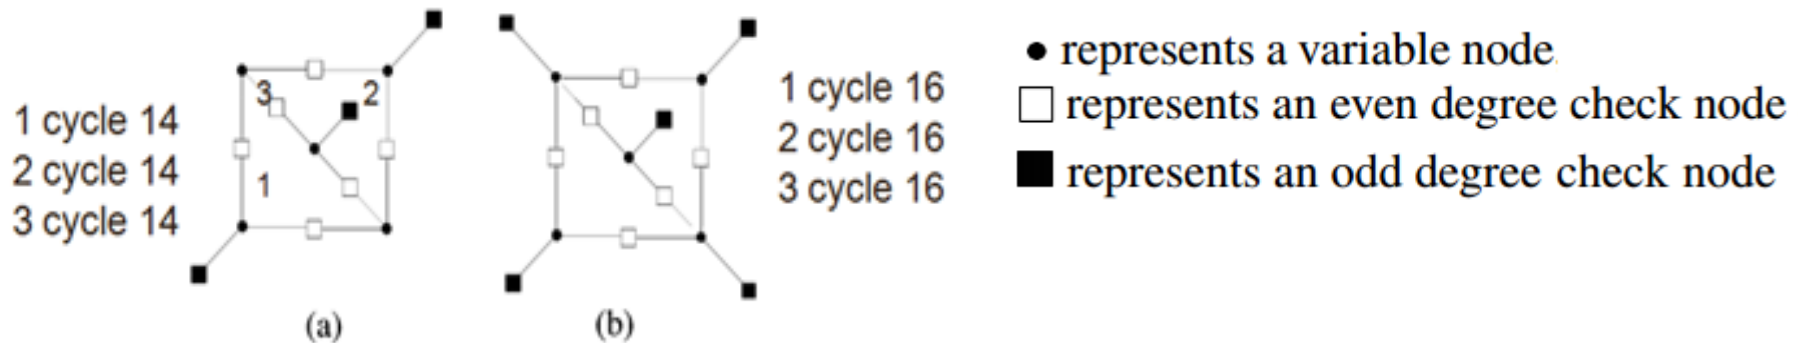 1 cycle 14
2 cycle 14
3 cycle 14
3
2
1
(a)
(b)
1 cycle 16
2 cycle 16
3 cycle 16
represents a variable node.
represents an even degree check node
represents an odd degree check node